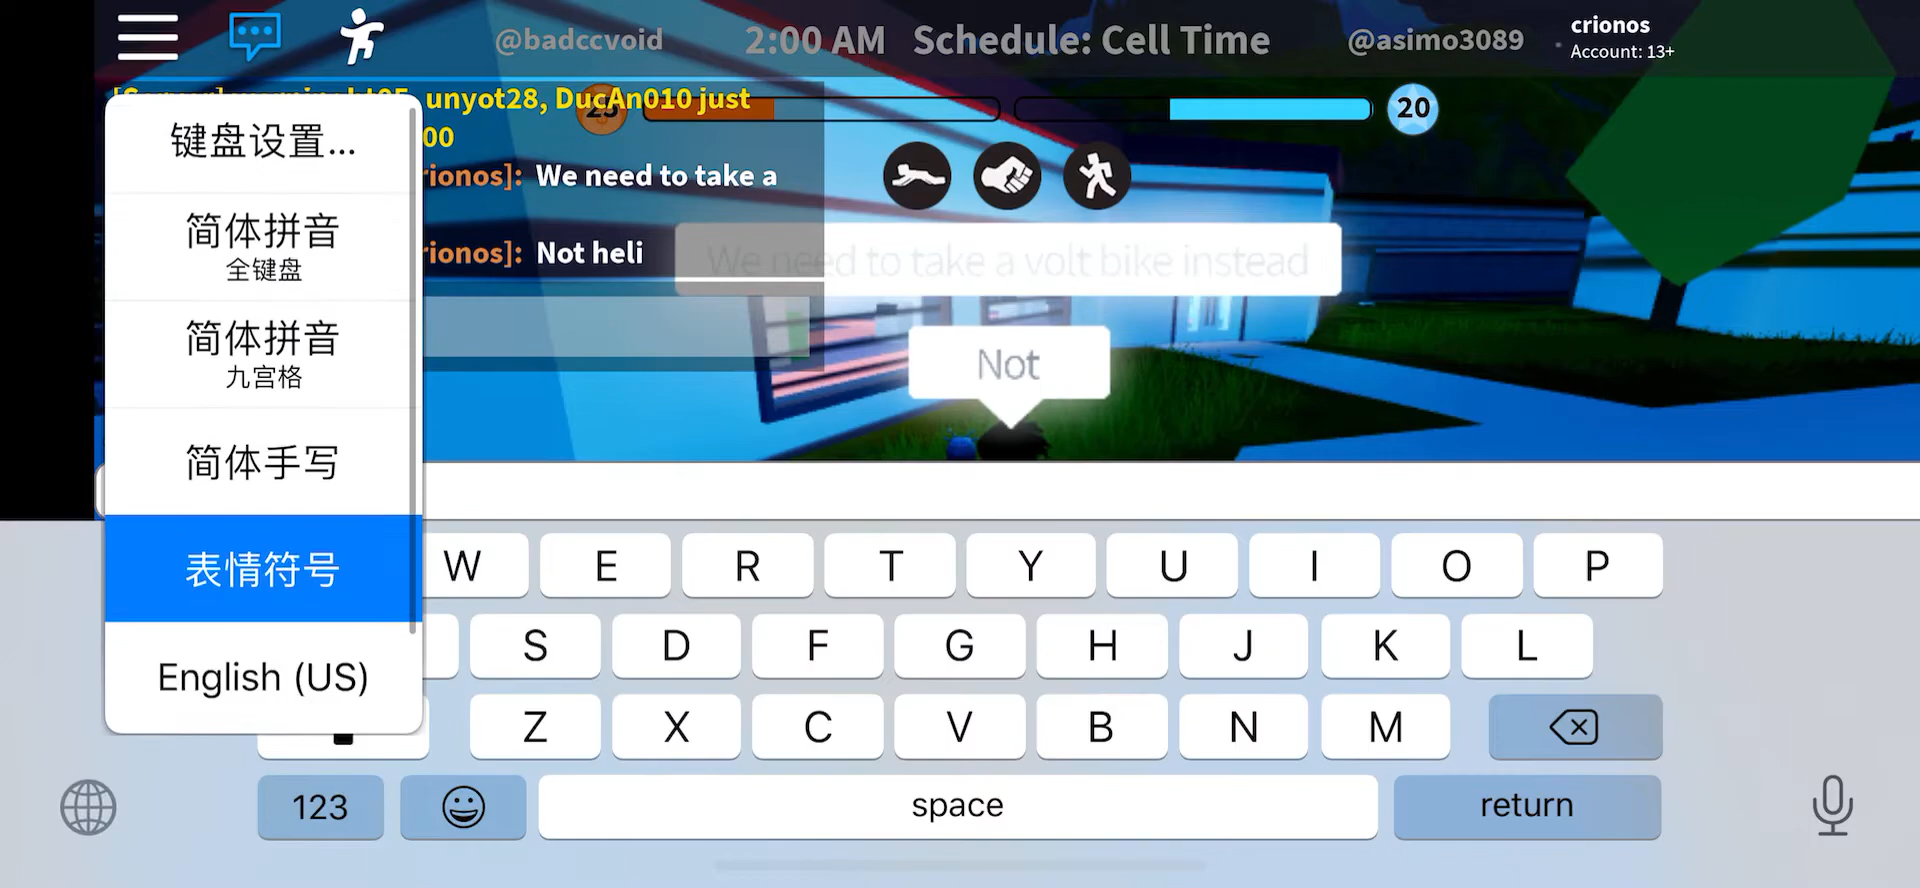 @badccvoid
2:00 AM Schedule: Cell Time
@asimo3089
crionos
Account: 13+
unyot28, DucAn010 just
25
20
00
rionos]: We need to take a
rionos]: Not heli
We need to take a volt bike instead
Not
键盘设置...
简体拼音
全键盘
简体拼音
九宫格
简体手写
表情符号
English (US)
W E R T Y U I O P
S D F G H J K L
Z X C V B N M
123
space
return